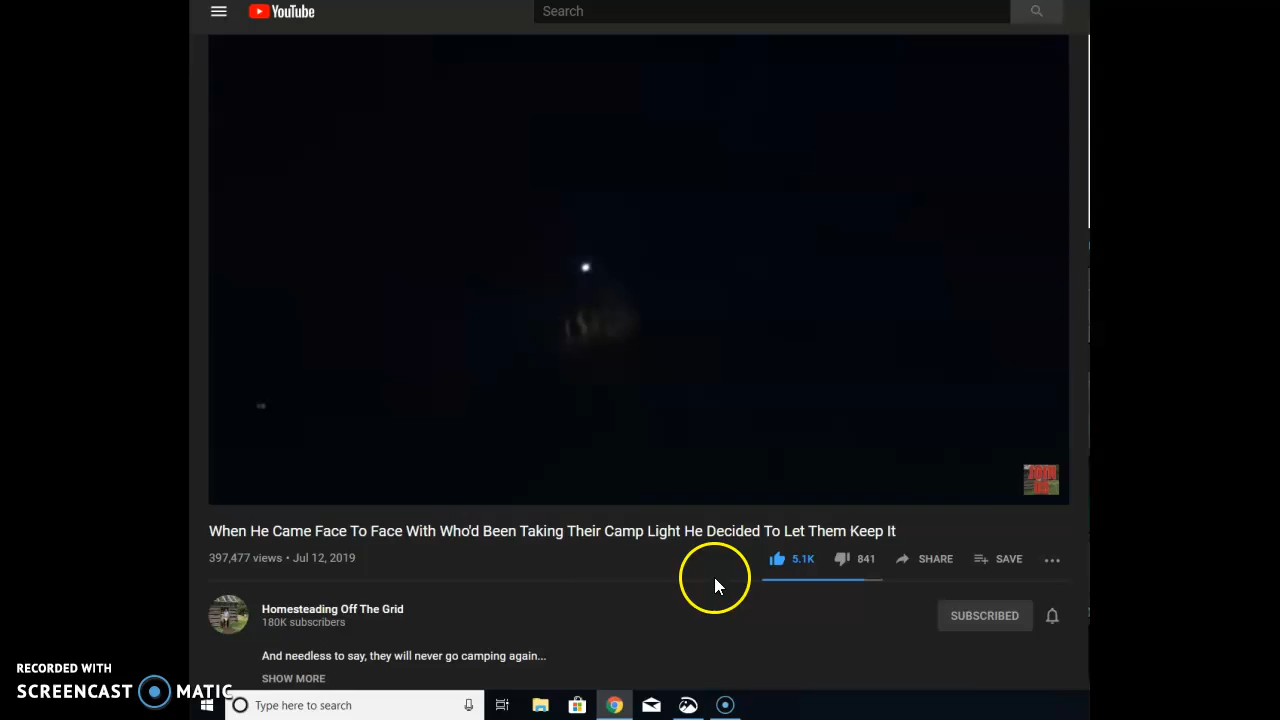 YouTube
Search
When He Came Face To Face With Who'd Been Taking Their Camp Light He Decided To Let Them Keep It
397,477 views • Jul 12, 2019
5.1K 841 SHARE SAVE
Homesteading Off The Grid
180K subscribers
SUBSCRIBED
And needless to say, they will never go camping again...
SHOW MORE
RECORDED WITH
SCREENCAST MATIC
Type here to search